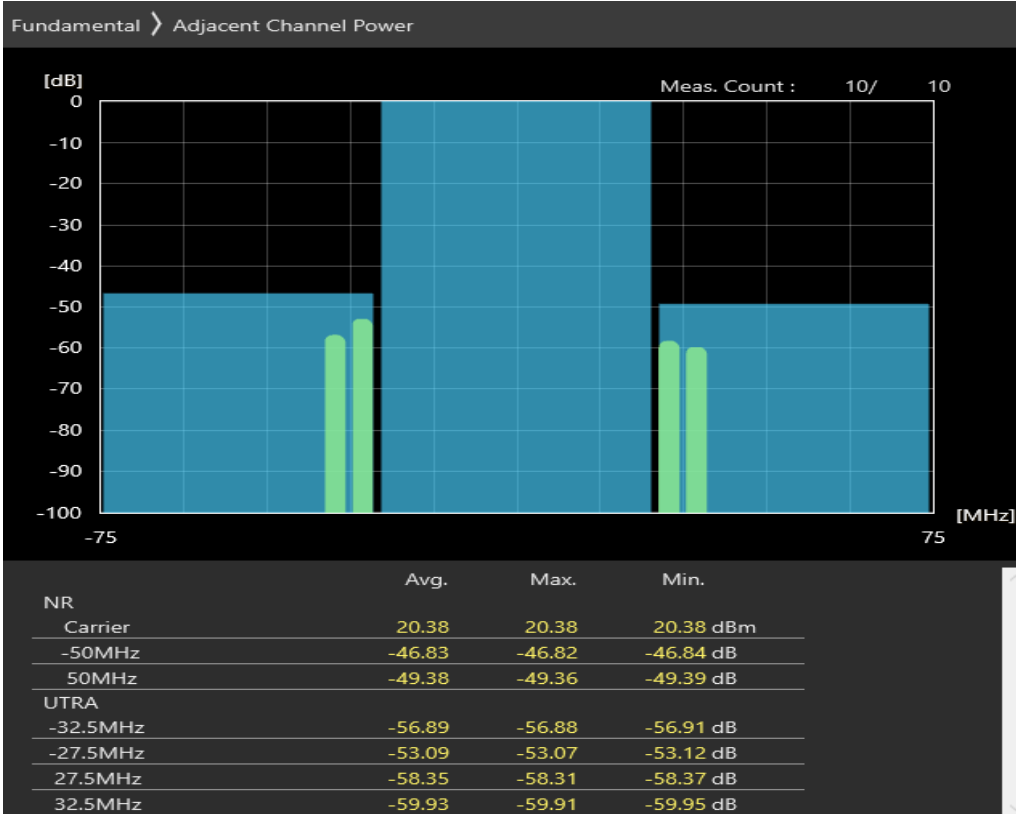 Fundamental 〉 Adjacent Channel Power
[dB]
Meas. Count : 10/ 10
0
-10
-20
-30
-40
-50
-60
-70
-80
-90
-100
[MHz]
-75 75
Avg. Max. Min.
NR
Carrier 20.38 20.38 20.38 dBm
-50MHz -46.83 -46.82 -46.84 dB
50MHz -49.38 -49.36 -49.39 dB
UTRA
-32.5MHz -56.89 -56.88 -56.91 dB
-27.5MHz -53.09 -53.07 -53.12 dB
27.5MHz -58.35 -58.31 -58.37 dB
32.5MHz -59.93 -59.91 -59.95 dB